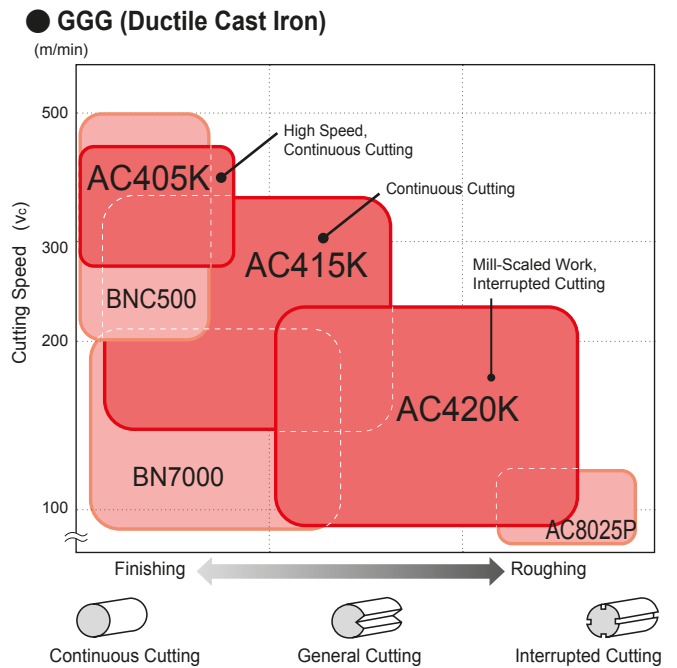 ● GGG (Ductile Cast Iron)
(m/min)
Cutting Speed (vc)
500
300
200
100
High Speed,
Continuous Cutting
AC405K
Continuous Cutting
AC415K
Mill-Scaled Work,
Interrupted Cutting
BNC500
AC420K
BN7000
AC8025P
Finishing
Roughing
Continuous Cutting
General Cutting
Interrupted Cutting